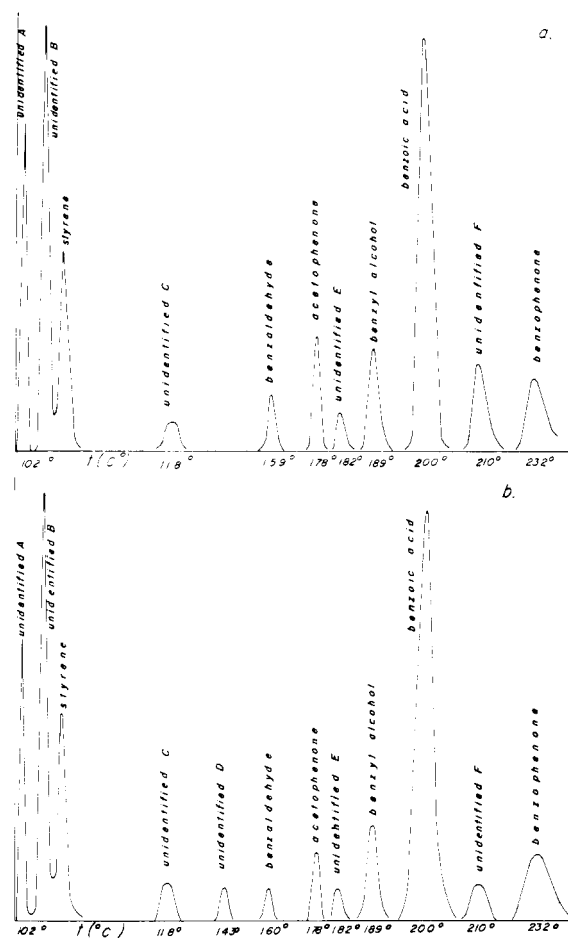 a.
unidentified A
unidentified B
styrene
unidentified C
benzaldehyde
acetophenone
unidentified E
benzyl alcohol
benzoic acid
unidenfified F
benzophenone
102° t(C°) 118° 159° 178° 182° 189° 200° 210° 232°
b.
unidentified A
unidentified B
styrene
unidentified C
unidentified D
benzaldehyde
acetophenone
unidehtified E
benzyl alcohol
benzoic acid
unidentified F
benzophenone
102° t(°C) 118° 143° 160° 178° 182° 189° 200° 210° 232°